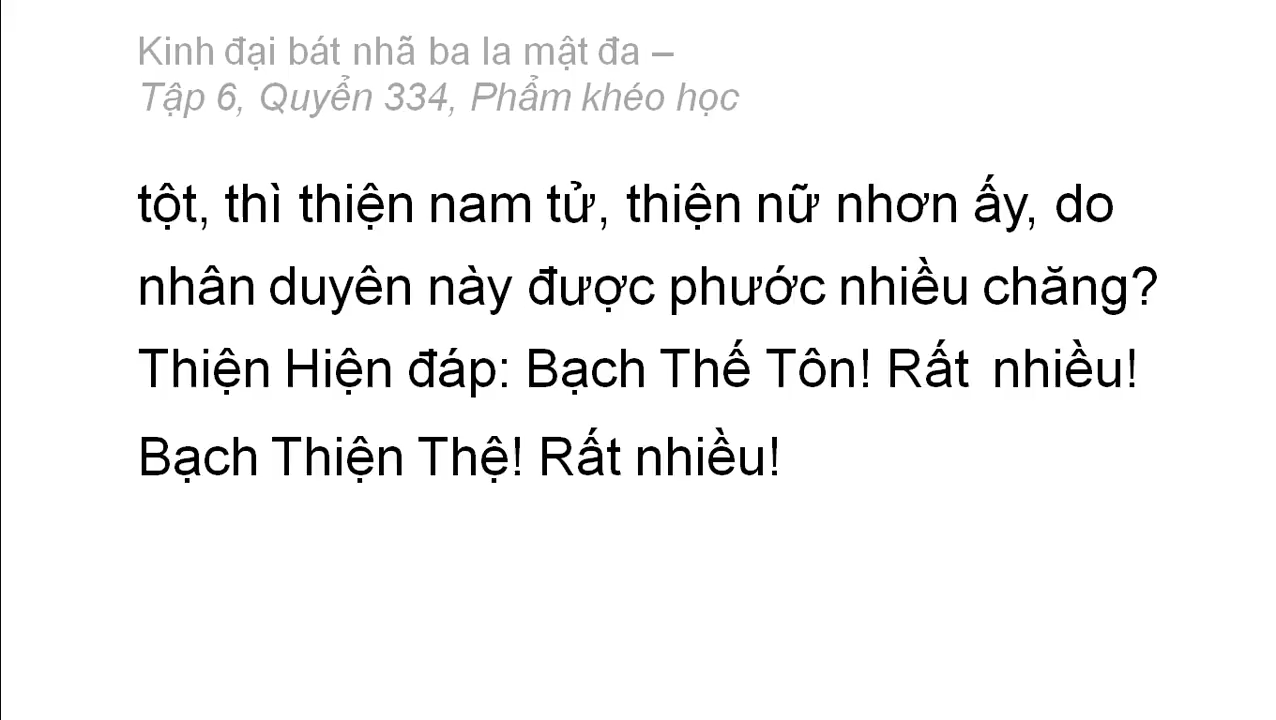 Kinh đại bát nhã ba la mật đa –
Tập 6, Quyển 334, Phẩm khéo học
tột, thì thiện nam tử, thiện nữ nhơn ấy, do
nhân duyên này được phước nhiều chăng?
Thiện Hiện đáp: Bạch Thế Tôn! Rất nhiều!
Bạch Thiện Thệ! Rất nhiều!